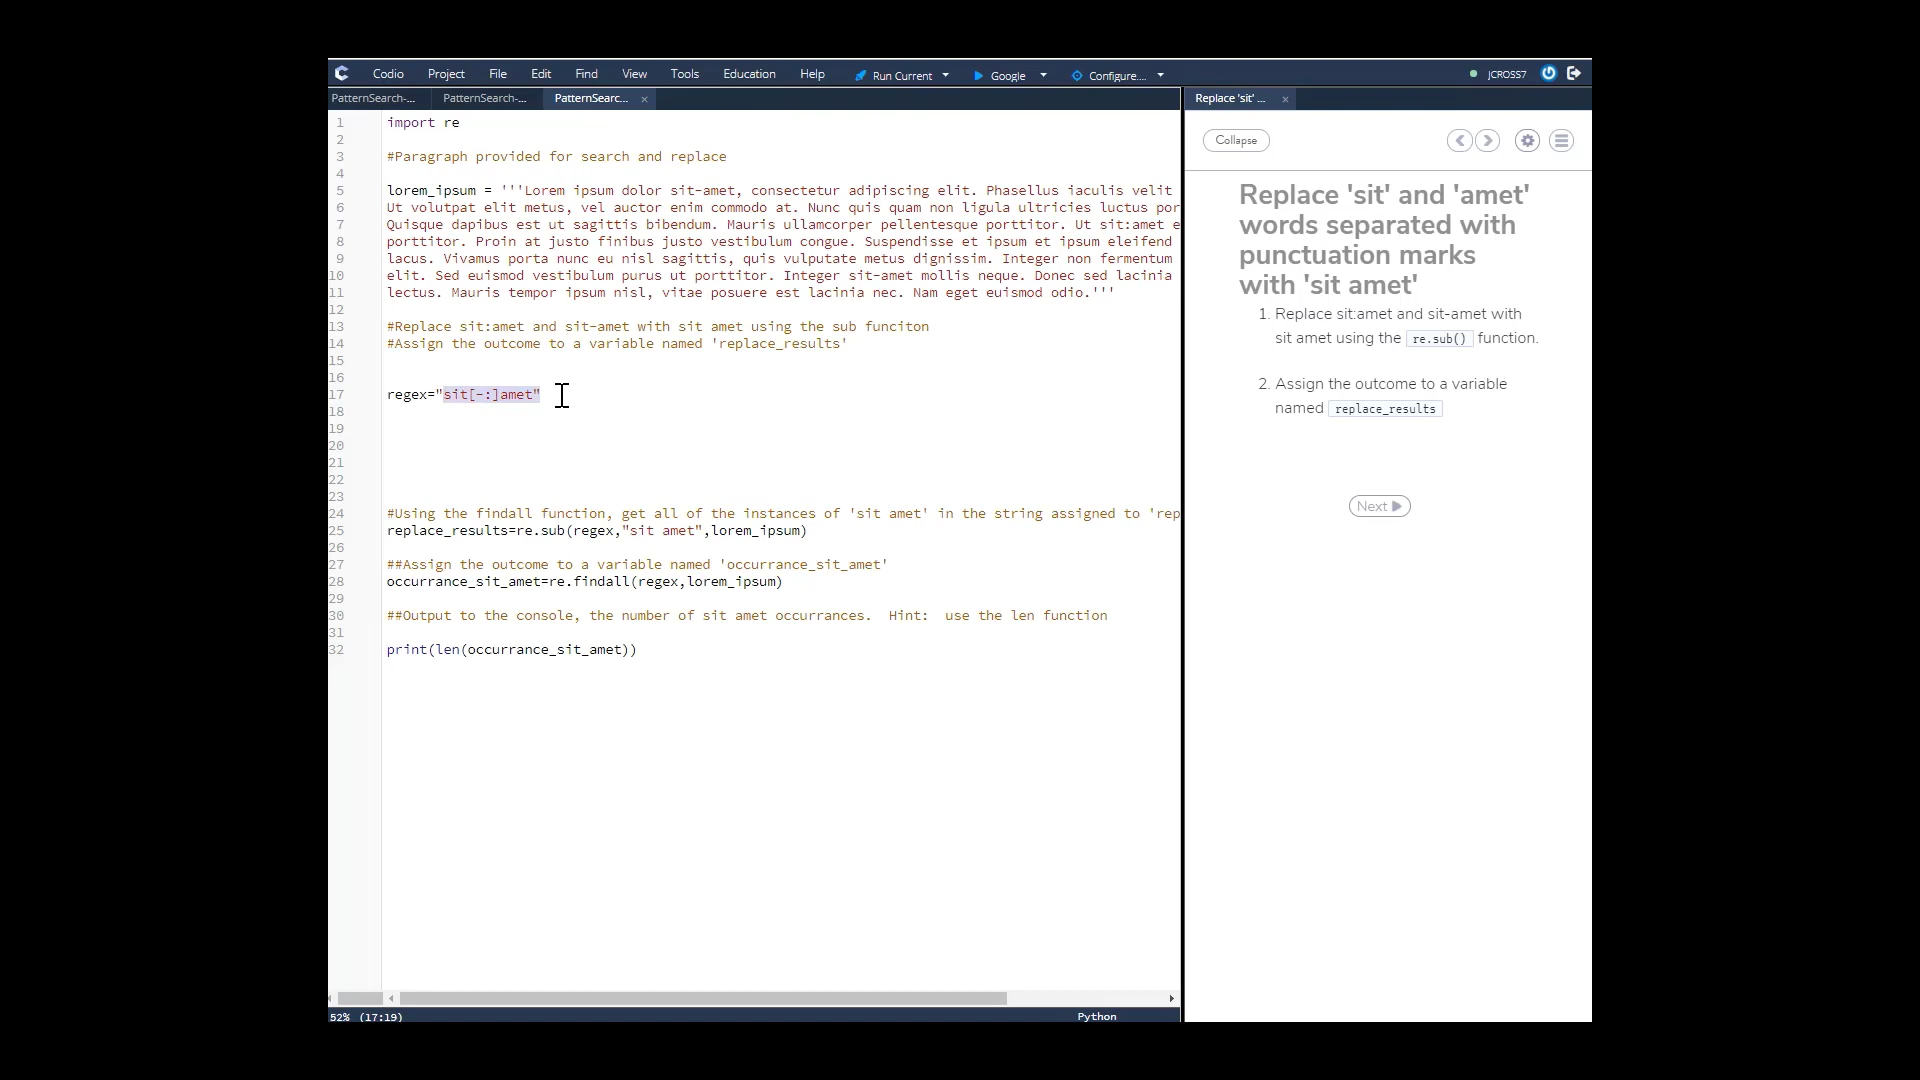 Codio Project File Edit Find View Tools Education Help Run Current Google Configure.... JCROSS7
PatternSearch-... PatternSearch-... PatternSearc... ×
1 import re
2
3 #Paragraph provided for search and replace
4
5 lorem_ipsum = '''Lorem ipsum dolor sit-amet, consectetur adipiscing elit. Phasellus iaculis velit
6 Ut volutpat elit metus, vel auctor enim commodo at. Nunc quis quam non ligula ultricies luctus por
7 Quisque dapibus est ut sagittis bibendum. Mauris ullamcorper pellentesque porttitor. Ut sit:amet e
8 porttitor. Proin at justo finibus justo vestibulum congue. Suspendisse et ipsum et ipsum eleifend
9 lacus. Vivamus porta nunc eu nisl sagittis, quis vulputate metus dignissim. Integer non fermentum
10 elit. Sed euismod vestibulum purus ut porttitor. Integer sit-amet mollis neque. Donec sed lacinia
11 lectus. Mauris tempor ipsum nisl, vitae posuere est lacinia nec. Nam eget euismod odio.'''
12
13 #Replace sit:amet and sit-amet with sit amet using the sub funciton
14 #Assign the outcome to a variable named 'replace_results'
15
16
17 regex="sit[-:]amet"
18
19
20
21
22
23
24 #Using the findall function, get all of the instances of 'sit amet' in the string assigned to 'rep
25 replace_results=re.sub(regex,"sit amet",lorem_ipsum)
26
27 ##Assign the outcome to a variable named 'occurrance_sit_amet'
28 occurrance_sit_amet=re.findall(regex,lorem_ipsum)
29
30 ##Output to the console, the number of sit amet occurrances.  Hint:  use the len function
31
32 print(len(occurrance_sit_amet))
52% (17:19) Python
Replace 'sit' ... ×
Collapse
Replace 'sit' and 'amet'
words separated with
punctuation marks
with 'sit amet'
1. Replace sit:amet and sit-amet with
sit amet using the re.sub() function.
2. Assign the outcome to a variable
named replace_results
Next